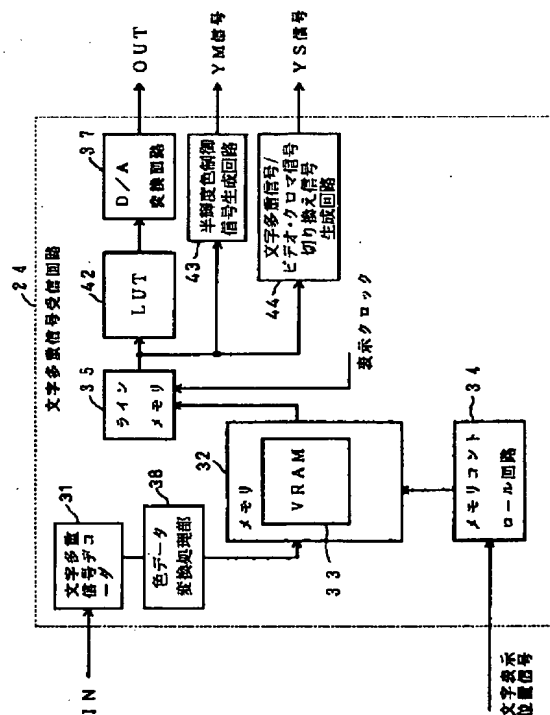 24
文字多重信号受信回路
IN
31
文字多重
信号デコ
ーダ
38
色データ
変換処理部
32
メモリ
VRAM
33
文字表示
位置信号
メモリコント
ロール回路
34
35
ライン
メモリ
表示クロック
42
LUT
37
D/A
変換回路
OUT
43
半輝度色制御
信号生成回路
YM信号
44
文字多重信号/
ビデオ・クロマ信号
切り換え信号
生成回路
YS信号